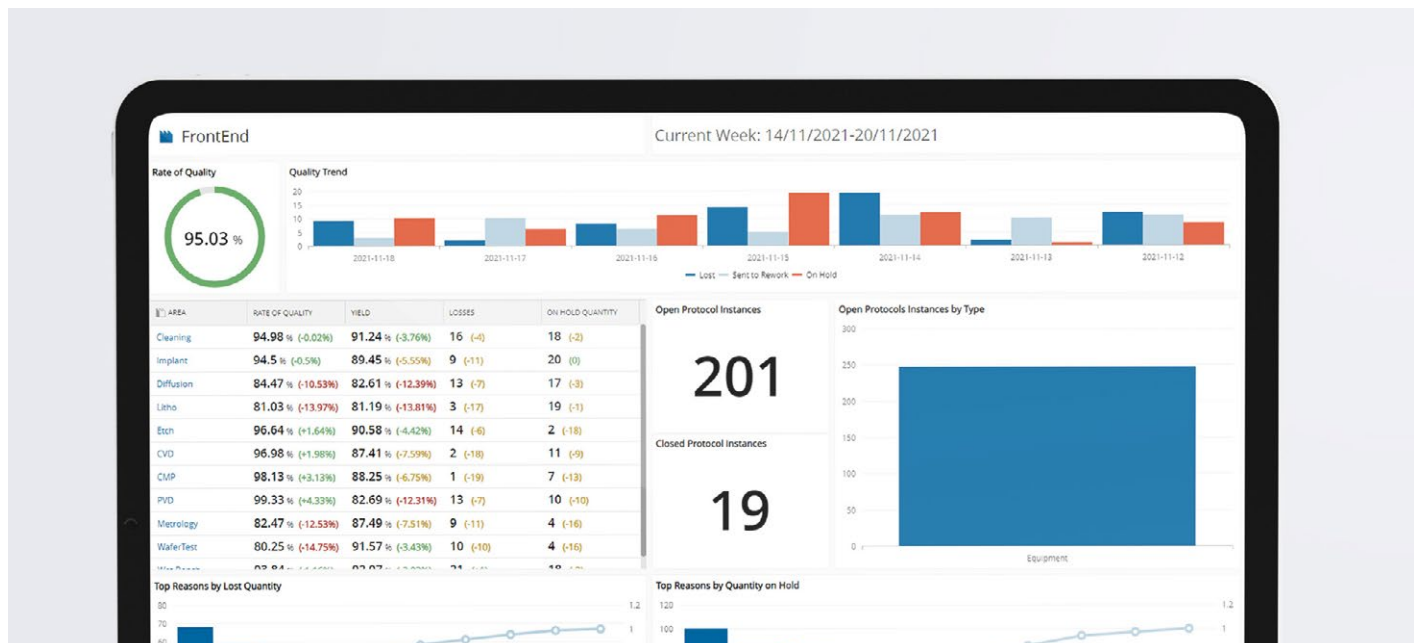 FrontEnd
Current Week: 14/11/2021-20/11/2021
Rate of Quality
95.03 %
Quality Trend
20
15
10
5
0
2021-11-18 2021-11-17 2021-11-16 2021-11-15 2021-11-14 2021-11-13 2021-11-12
Lost Sent to Rework On Hold
AREA RATE OF QUALITY YIELD LOSSES ON HOLD QUANTITY
Cleaning 94.98 % (-0.02%) 91.24 % (-3.76%) 16 (-4) 18 (-2)
Implant 94.5 % (-0.5%) 89.45 % (-5.55%) 9 (-11) 20 (0)
Diffusion 84.47 % (-10.53%) 82.61 % (-12.39%) 13 (-7) 17 (-3)
Litho 81.03 % (-13.97%) 81.19 % (-13.81%) 3 (-17) 19 (-1)
Etch 96.64 % (+1.64%) 90.58 % (-4.42%) 14 (-6) 2 (-18)
CVD 96.98 % (+1.98%) 87.41 % (-7.59%) 2 (-18) 11 (-9)
CMP 98.13 % (+3.13%) 88.25 % (-6.75%) 1 (-19) 7 (-13)
PVD 99.33 % (+4.33%) 82.69 % (-12.31%) 13 (-7) 10 (-10)
Metrology 82.47 % (-12.53%) 87.49 % (-7.51%) 9 (-11) 4 (-16)
WaferTest 80.25 % (-14.75%) 91.57 % (-3.43%) 10 (-10) 4 (-16)
Open Protocol Instances
201
Closed Protocol Instances
19
Open Protocols Instances by Type
300
250
200
150
100
50
0
Equipment
Top Reasons by Lost Quantity
80 1.2
70 1
60
Top Reasons by Quantity on Hold
120 1.2
100 1